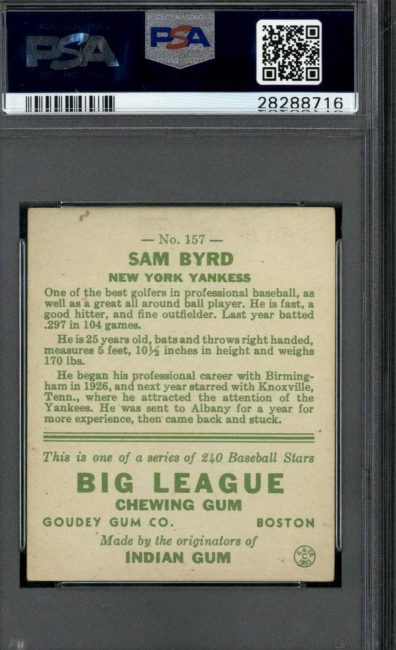 PSA
PSA
28288716
— No. 157 —
SAM BYRD
NEW YORK YANKESS
One of the best golfers in professional baseball, as
well as a great all around ball player. He is fast, a
good hitter, and fine outfielder. Last year batted
.297 in 104 games.
He is 25 years old, bats and throws right handed,
measures 5 feet, 10½ inches in height and weighs
170 lbs.
He began his professional career with Birming-
ham in 1926, and next year starred with Knoxville,
Tenn., where he attracted the attention of the
Yankees. He was sent to Albany for a year for
more experience, then came back and stuck.
This is one of a series of 240 Baseball Stars
BIG LEAGUE
CHEWING GUM
GOUDEY GUM CO. BOSTON
Made by the originators of
INDIAN GUM